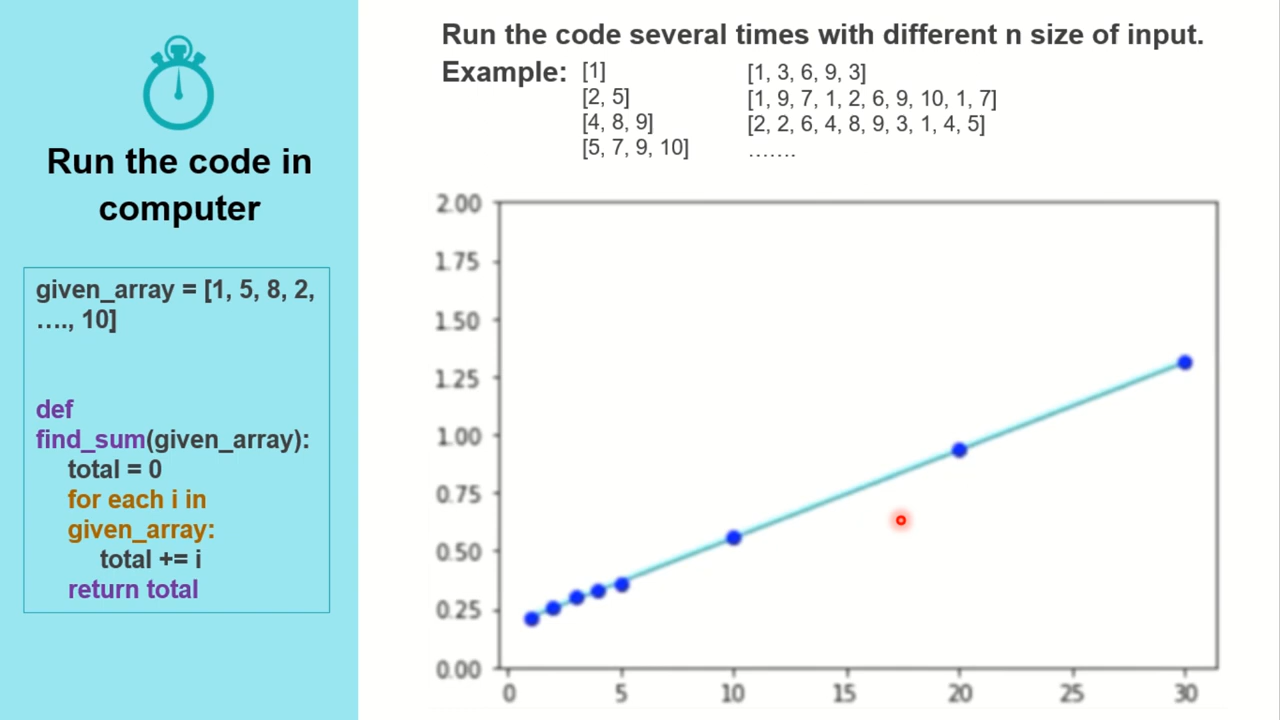 Run the code in
computer
given_array = [1, 5, 8, 2,
…., 10]
def
find_sum(given_array):
total = 0
for each i in
given_array:
total += i
return total
Run the code several times with different n size of input.
Example:
[1]
[2, 5]
[4, 8, 9]
[5, 7, 9, 10]
[1, 3, 6, 9, 3]
[1, 9, 7, 1, 2, 6, 9, 10, 1, 7]
[2, 2, 6, 4, 8, 9, 3, 1, 4, 5]
…….
2.00
1.75
1.50
1.25
1.00
0.75
0.50
0.25
0.00
0 5 10 15 20 25 30